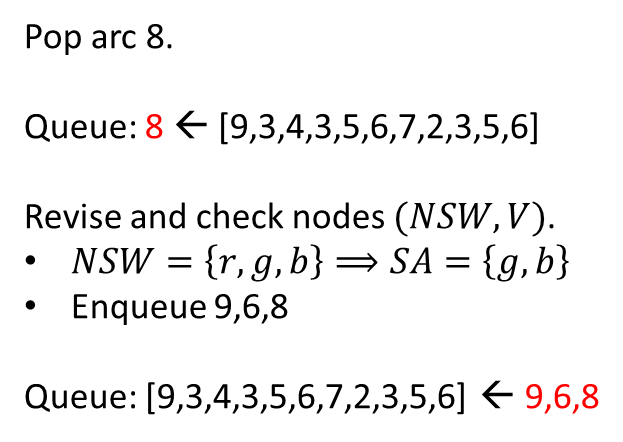 Pop arc 8.
Queue: 8 ← [9,3,4,3,5,6,7,2,3,5,6]
Revise and check nodes (NSW, V).
• NSW = {r, g, b} ⟹ SA = {g, b}
• Enqueue 9,6,8
Queue: [9,3,4,3,5,6,7,2,3,5,6] ← 9,6,8